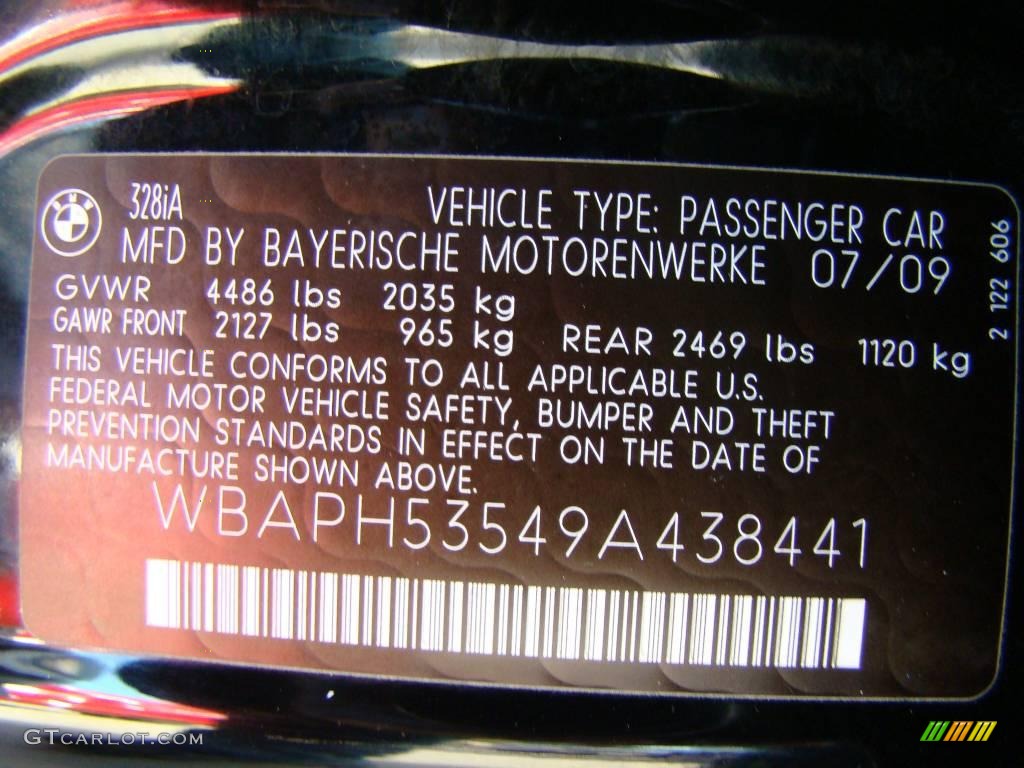 BMW
328iA
VEHICLE TYPE: PASSENGER CAR
MFD BY BAYERISCHE MOTORENWERKE 07/09
GVWR 4486 lbs 2035 kg
GAWR FRONT 2127 lbs 965 kg REAR 2469 lbs 1120 kg
THIS VEHICLE CONFORMS TO ALL APPLICABLE U.S.
FEDERAL MOTOR VEHICLE SAFETY, BUMPER AND THEFT
PREVENTION STANDARDS IN EFFECT ON THE DATE OF
MANUFACTURE SHOWN ABOVE.
WBAPH53549A438441
2 122 606
GTcarlot.com